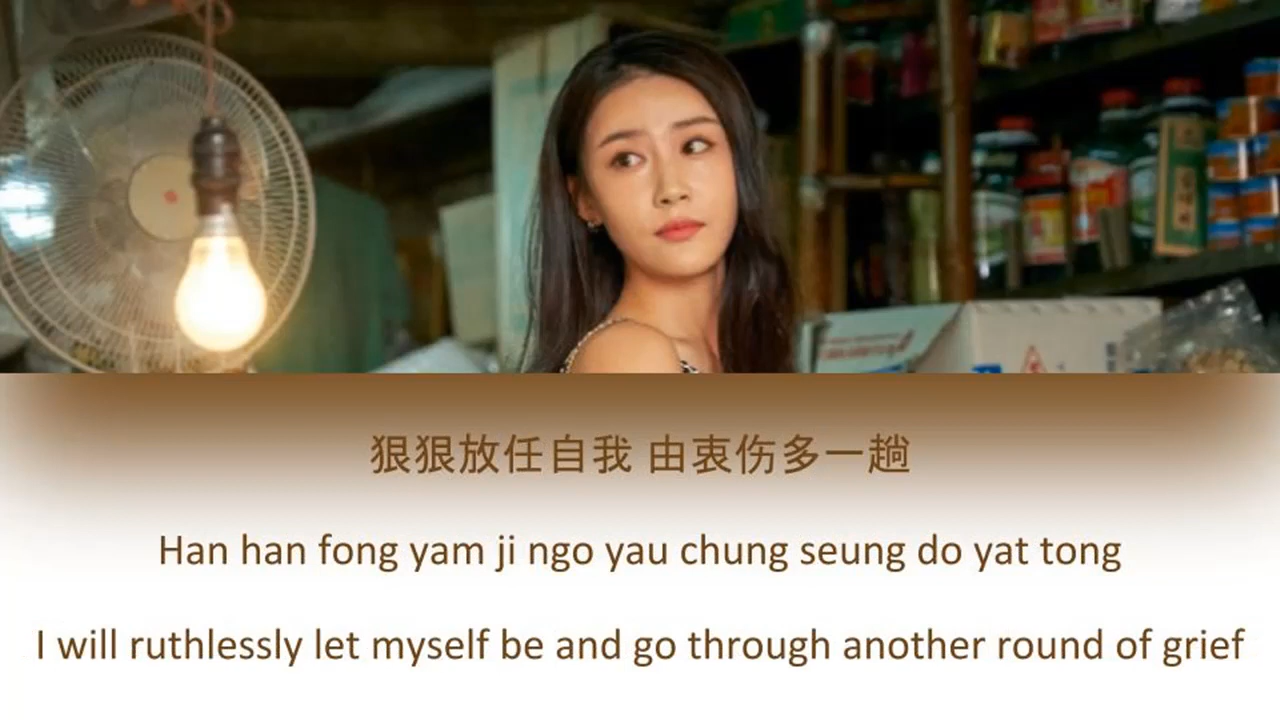 狠狠放任自我 由衷伤多一趟
Han han fong yam ji ngo yau chung seung do yat tong
I will ruthlessly let myself be and go through another round of grief